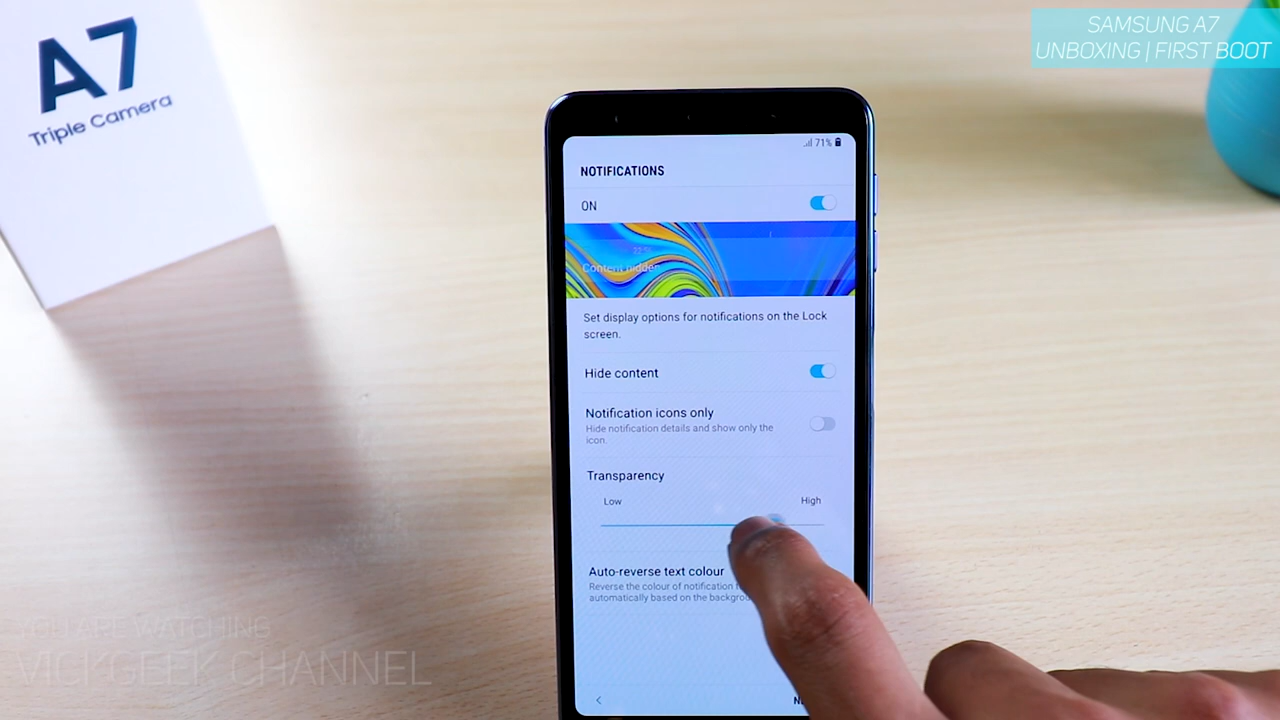 A7
Triple Camera
SAMSUNG A7
UNBOXING | FIRST BOOT
71%
NOTIFICATIONS
ON
Content hidden
Set display options for notifications on the Lock
screen.
Hide content
Notification icons only
Hide notification details and show only the
icon.
Transparency
Low
High
Auto-reverse text colour
Reverse the colour of notification
automatically based on the
YOU ARE WATCHING
VICKGEEK CHANNEL